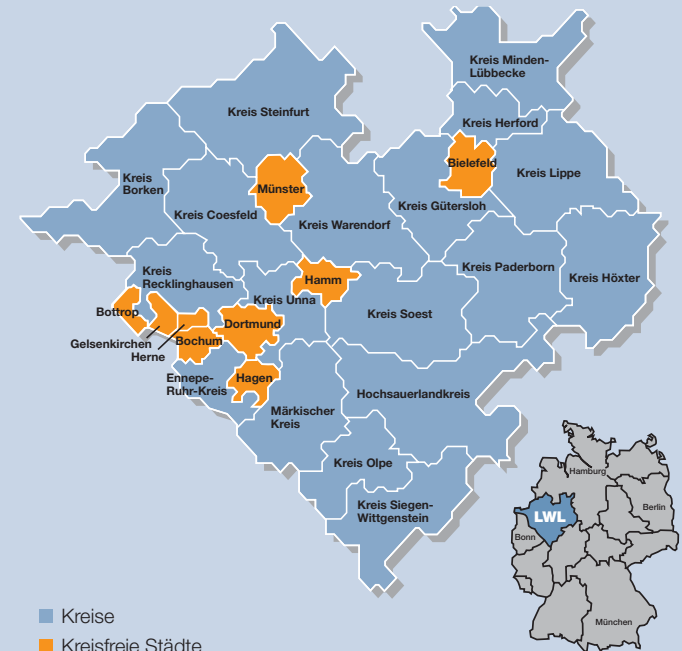 Kreis Minden-
Lübbecke
Kreis Steinfurt
Kreis Herford
Bielefeld
Kreis
Borken
Münster
Kreis Lippe
Kreis Coesfeld
Kreis Gütersloh
Kreis Warendorf
Kreis Paderborn
Kreis
Recklinghausen
Hamm
Kreis Höxter
Kreis Unna
Bottrop
Kreis Soest
Dortmund
Gelsenkirchen
Herne
Bochum
Ennepe-
Ruhr-Kreis
Hagen
Hochsauerlandkreis
Märkischer
Kreis
Kreis Olpe
Kreis Siegen-
Wittgenstein
Hamburg
Berlin
LWL
Bonn
München
Kreise
Kreisfreie Städte